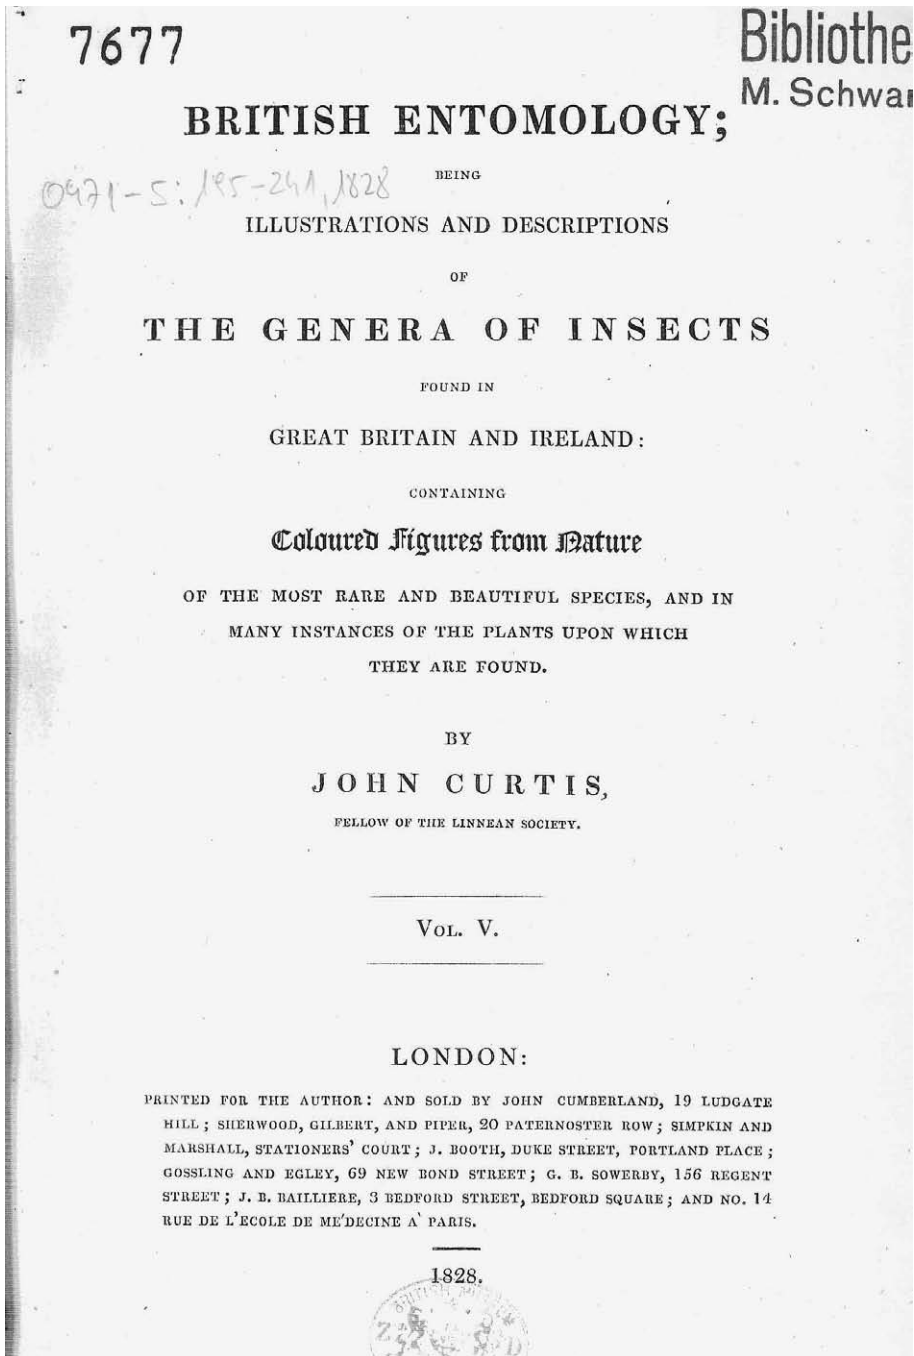 7677
Bibliothe
M. Schwar
BRITISH ENTOMOLOGY;
BEING
0471-5: 195-241, 1828
ILLUSTRATIONS AND DESCRIPTIONS
OF
THE GENERA OF INSECTS
FOUND IN
GREAT BRITAIN AND IRELAND:
CONTAINING
Coloured Figures from Nature
OF THE MOST RARE AND BEAUTIFUL SPECIES, AND IN
MANY INSTANCES OF THE PLANTS UPON WHICH
THEY ARE FOUND.
BY
JOHN CURTIS,
FELLOW OF THE LINNEAN SOCIETY.
VOL. V.
LONDON:
PRINTED FOR THE AUTHOR: AND SOLD BY JOHN CUMBERLAND, 19 LUDGATE
HILL; SHERWOOD, GILBERT, AND PIPER, 20 PATERNOSTER ROW; SIMPKIN AND
MARSHALL, STATIONERS' COURT; J. BOOTH, DUKE STREET, PORTLAND PLACE;
GOSSLING AND EGLEY, 69 NEW BOND STREET; G. B. SOWERBY, 156 REGENT
STREET; J. B. BAILLIERE, 3 BEDFORD STREET, BEDFORD SQUARE; AND NO. 14
RUE DE L'ECOLE DE ME'DECINE A` PARIS.
1828.